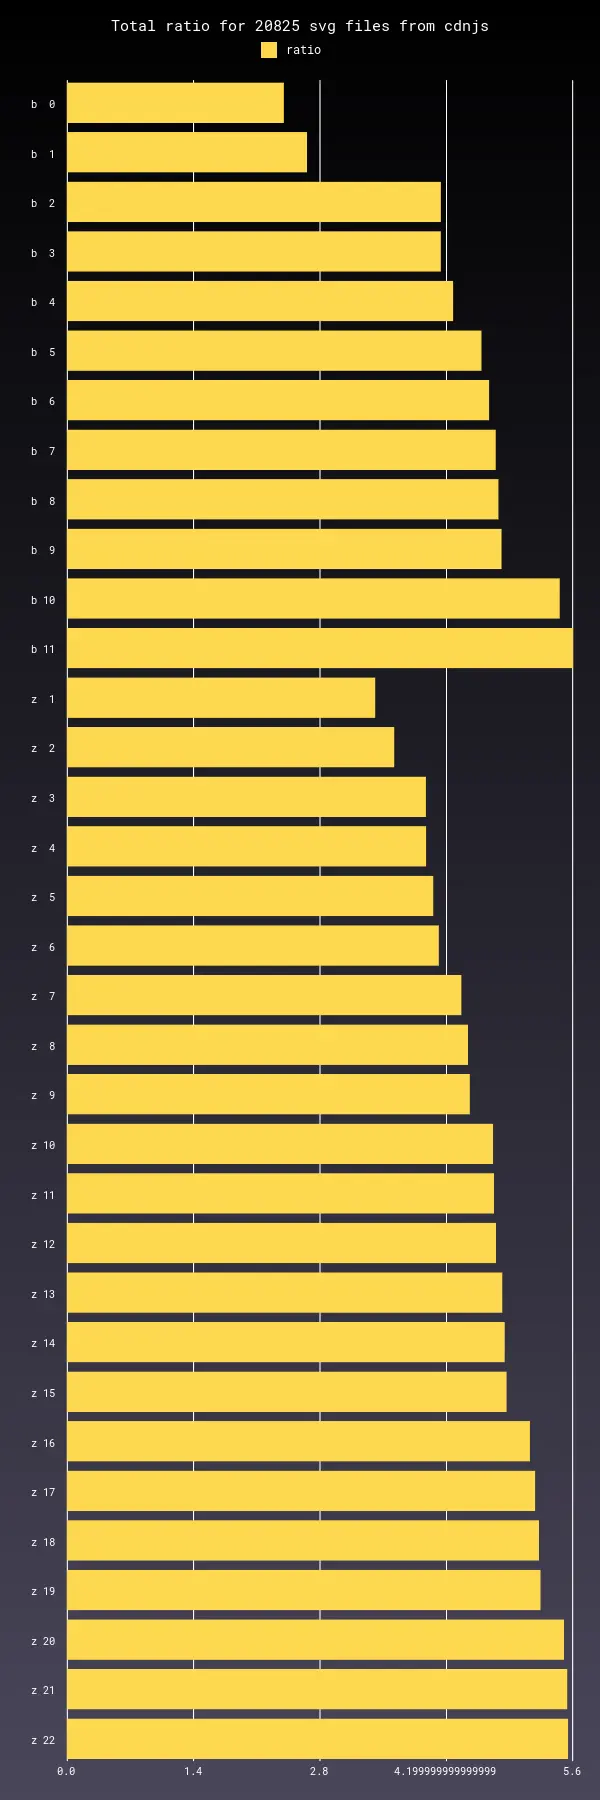 Total ratio for 20825 svg files from cdnjs
ratio
b  0
b  1
b  2
b  3
b  4
b  5
b  6
b  7
b  8
b  9
b 10
b 11
z  1
z  2
z  3
z  4
z  5
z  6
z  7
z  8
z  9
z 10
z 11
z 12
z 13
z 14
z 15
z 16
z 17
z 18
z 19
z 20
z 21
z 22
0.0 1.4 2.8 4.199999999999999 5.6